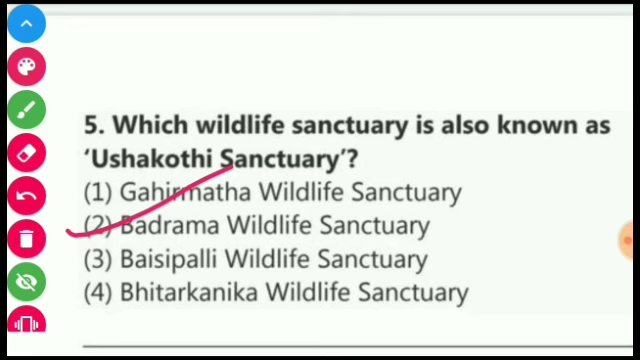 5. Which wildlife sanctuary is also known as
‘Ushakothi Sanctuary’?
(1) Gahirmatha Wildlife Sanctuary
(2) Badrama Wildlife Sanctuary
(3) Baisipalli Wildlife Sanctuary
(4) Bhitarkanika Wildlife Sanctuary